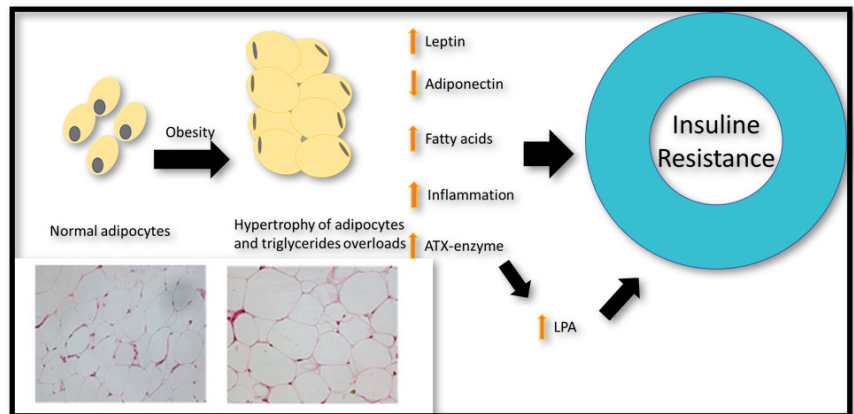 Leptin
Adiponectin
Obesity
Fatty acids
Insuline
Resistance
Inflammation
Normal adipocytes
Hypertrophy of adipocytes
and triglycerides overloads
ATX-enzyme
LPA